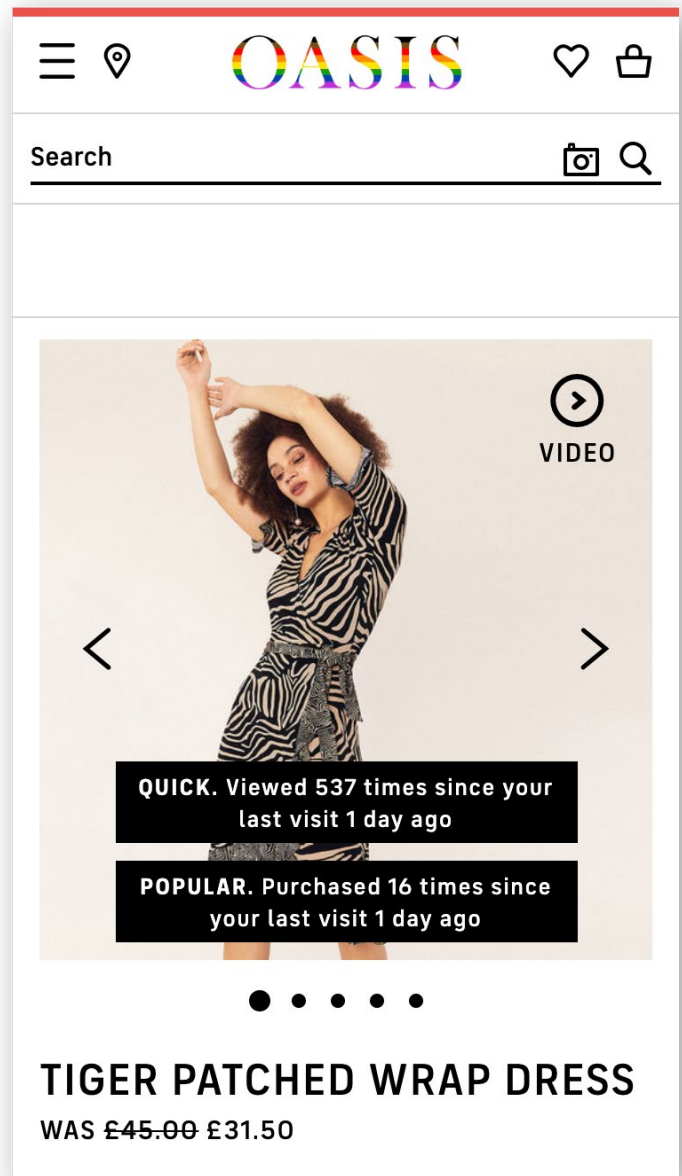 OASIS
Search
VIDEO
QUICK. Viewed 537 times since your
last visit 1 day ago
POPULAR. Purchased 16 times since
your last visit 1 day ago
TIGER PATCHED WRAP DRESS
WAS £45.00 £31.50